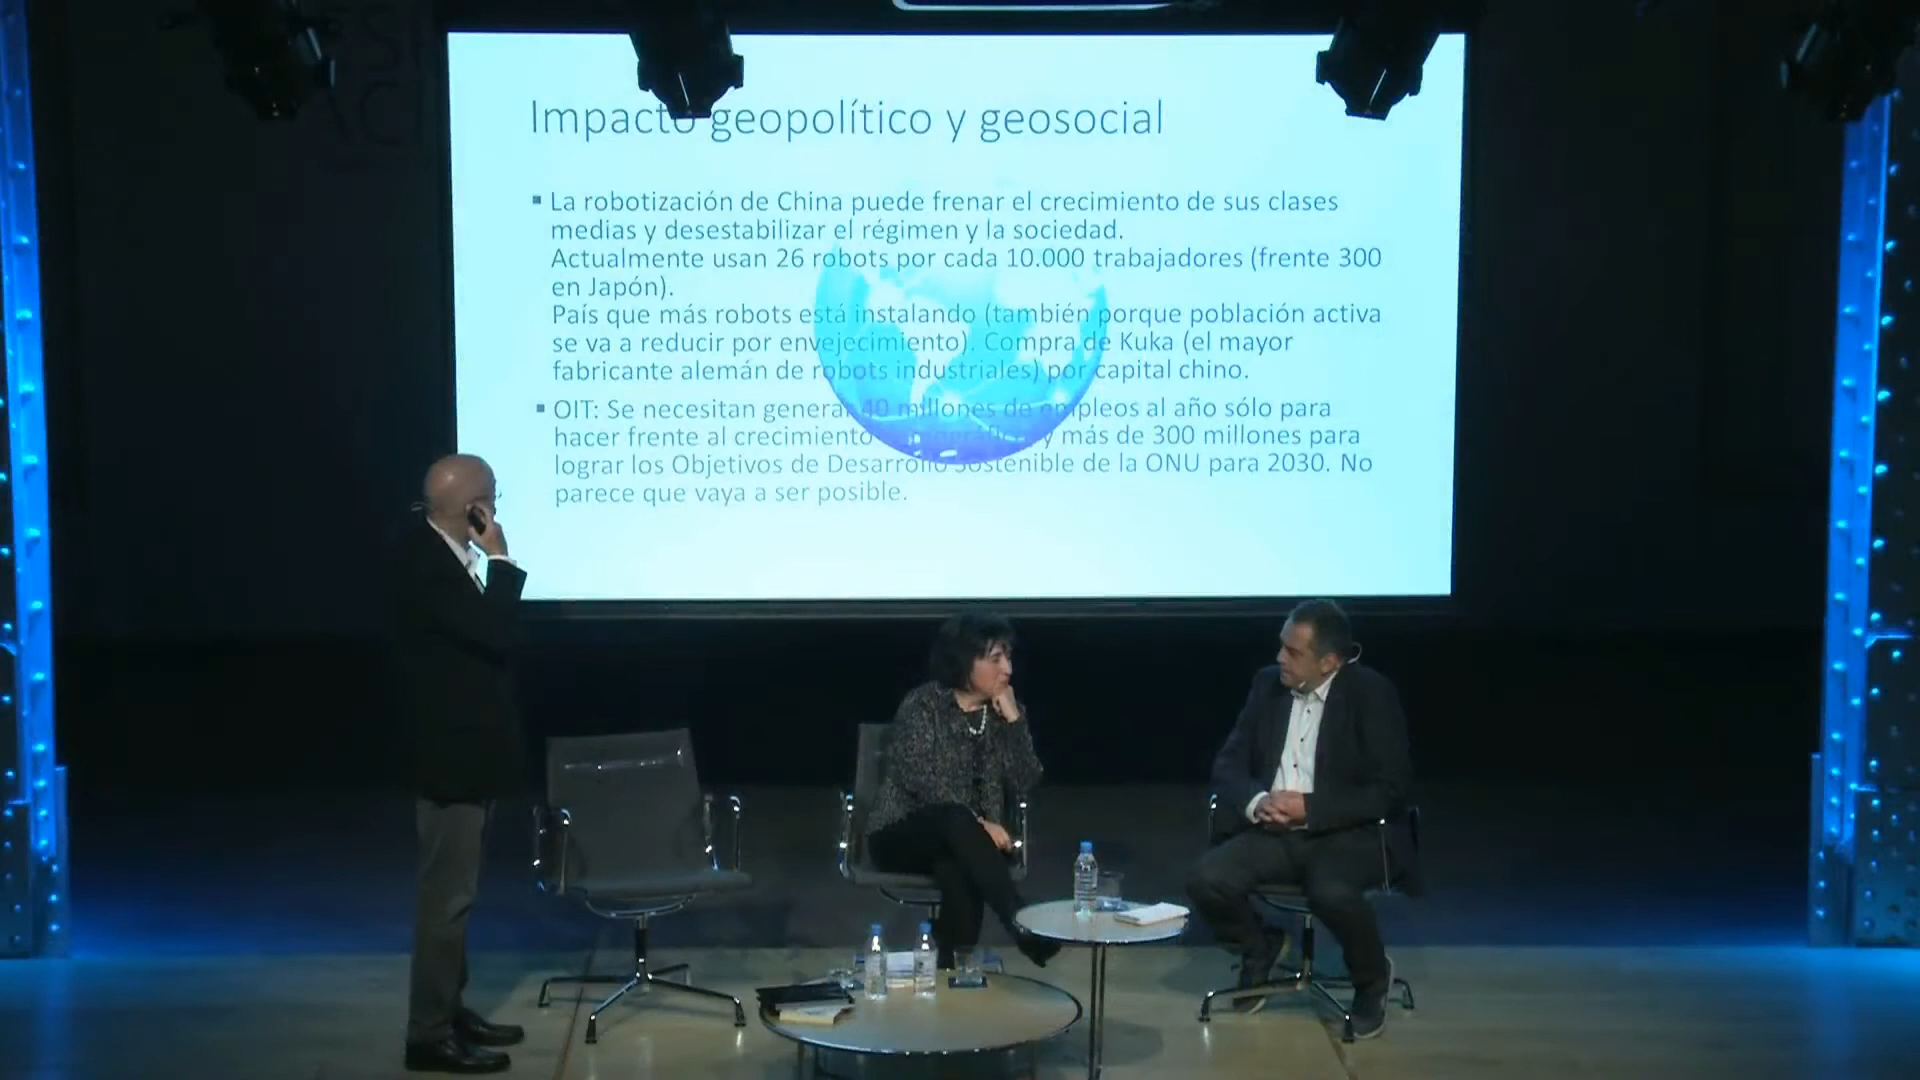 Impacto geopolítico y geosocial
▪ La robotización de China puede frenar el crecimiento de sus clases
medias y desestabilizar el régimen y la sociedad.
Actualmente usan 26 robots por cada 10.000 trabajadores (frente 300
en Japón).
País que más robots está instalando (también porque población activa
se va a reducir por envejecimiento). Compra de Kuka (el mayor
fabricante alemán de robots industriales) por capital chino.
▪ OIT: Se necesitan generar 40 millones de empleos al año sólo para
hacer frente al crecimiento y más de 300 millones para
lograr los Objetivos de Desarrollo Sostenible de la ONU para 2030. No
parece que vaya a ser posible.